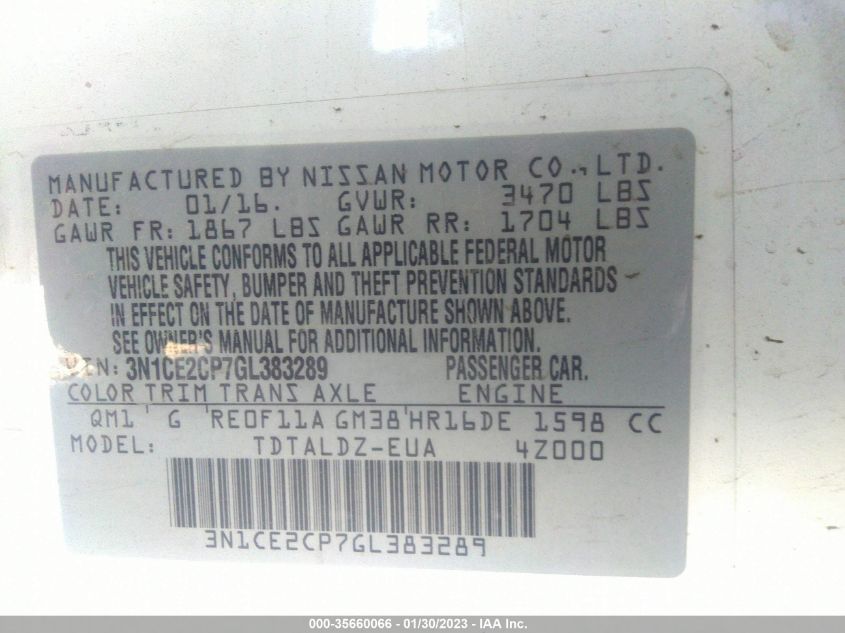 MANUFACTURED BY NISSAN MOTOR CO., LTD.
DATE: 01/16. GVWR: 3470 LBS
GAWR FR: 1867 LBS GAWR RR: 1704 LBS
THIS VEHICLE CONFORMS TO ALL APPLICABLE FEDERAL MOTOR
VEHICLE SAFETY, BUMPER AND THEFT PREVENTION STANDARDS
IN EFFECT ON THE DATE OF MANUFACTURE SHOWN ABOVE.
SEE OWNER'S MANUAL FOR ADDITIONAL INFORMATION.
VIN: 3N1CE2CP7GL383289 PASSENGER CAR.
COLOR TRIM TRANS AXLE ENGINE
QM1 G RE0F11A GM38 HR16DE 1598 CC
MODEL: TDTALDZ-EUA 4Z000
3N1CE2CP7GL383289
000-35660066 - 01/30/2023 - IAA Inc.